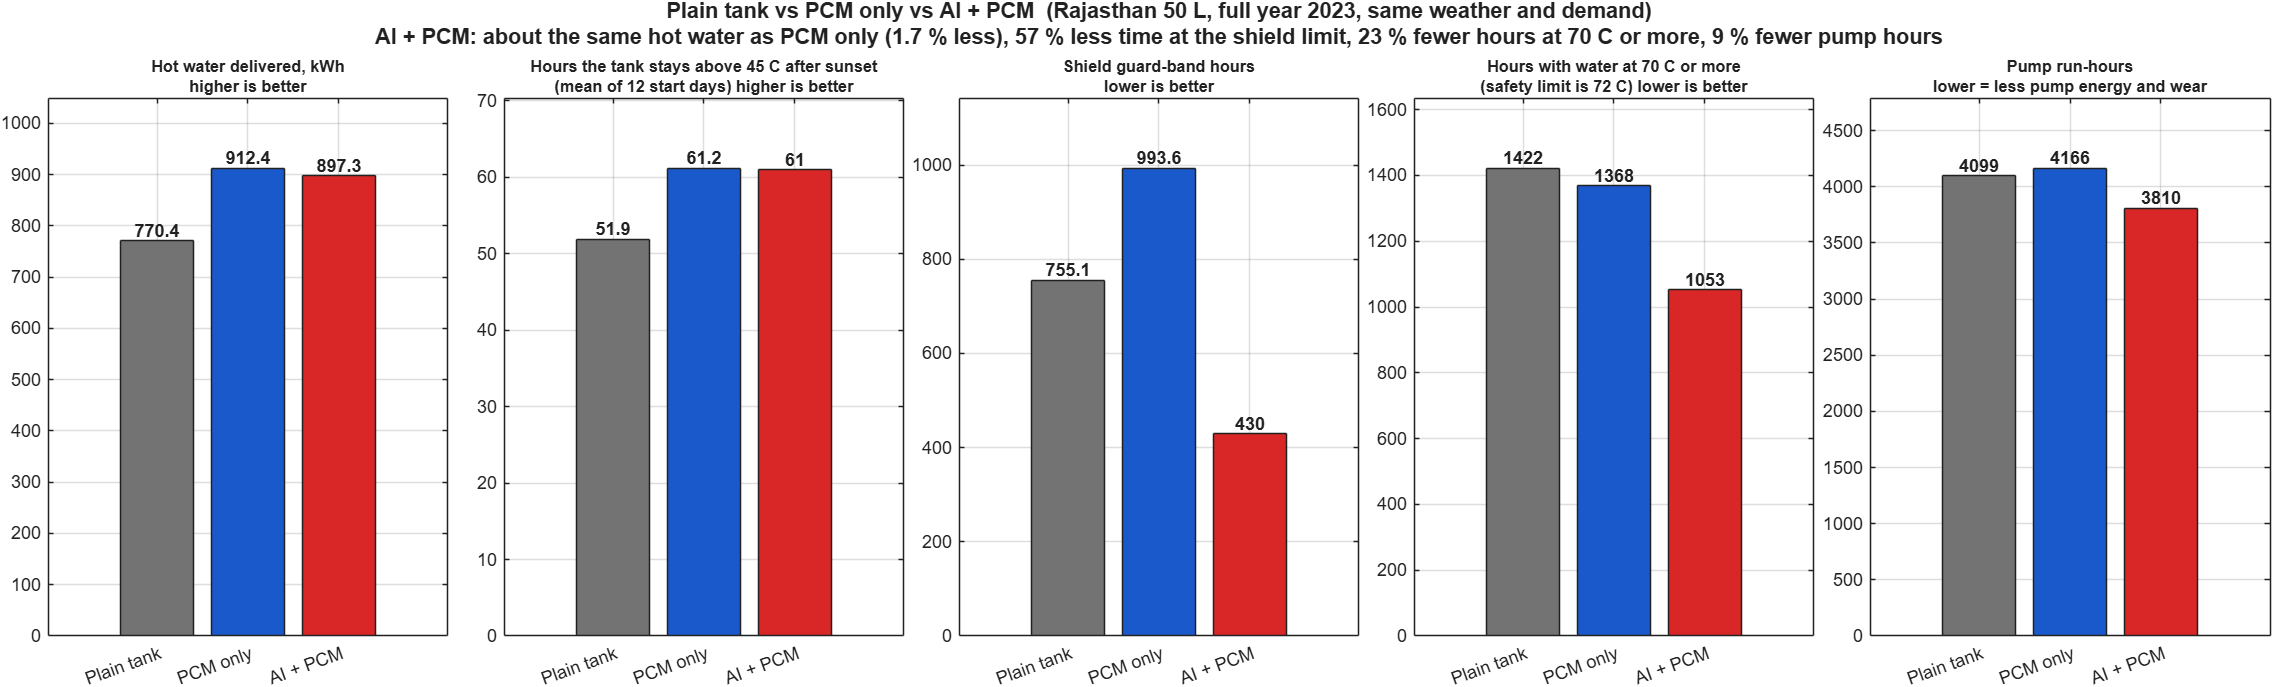 Plain tank vs PCM only vs AI + PCM  (Rajasthan 50 L, full year 2023, same weather and demand)
AI + PCM: about the same hot water as PCM only (1.7 % less), 57 % less time at the shield limit, 23 % fewer hours at 70 C or more, 9 % fewer pump hours
Hot water delivered, kWh
higher is better
1000
900
800
700
600
500
400
300
200
100
0
770.4
912.4
897.3
Plain tank
PCM only
AI + PCM
Hours the tank stays above 45 C after sunset
(mean of 12 start days) higher is better
70
60
50
40
30
20
10
0
51.9
61.2
61
Plain tank
PCM only
AI + PCM
Shield guard-band hours
lower is better
1000
800
600
400
200
0
755.1
993.6
430
Plain tank
PCM only
AI + PCM
Hours with water at 70 C or more
(safety limit is 72 C) lower is better
1600
1400
1200
1000
800
600
400
200
0
1422
1368
1053
Plain tank
PCM only
AI + PCM
Pump run-hours
lower = less pump energy and wear
4500
4000
3500
3000
2500
2000
1500
1000
500
0
4099
4166
3810
Plain tank
PCM only
AI + PCM